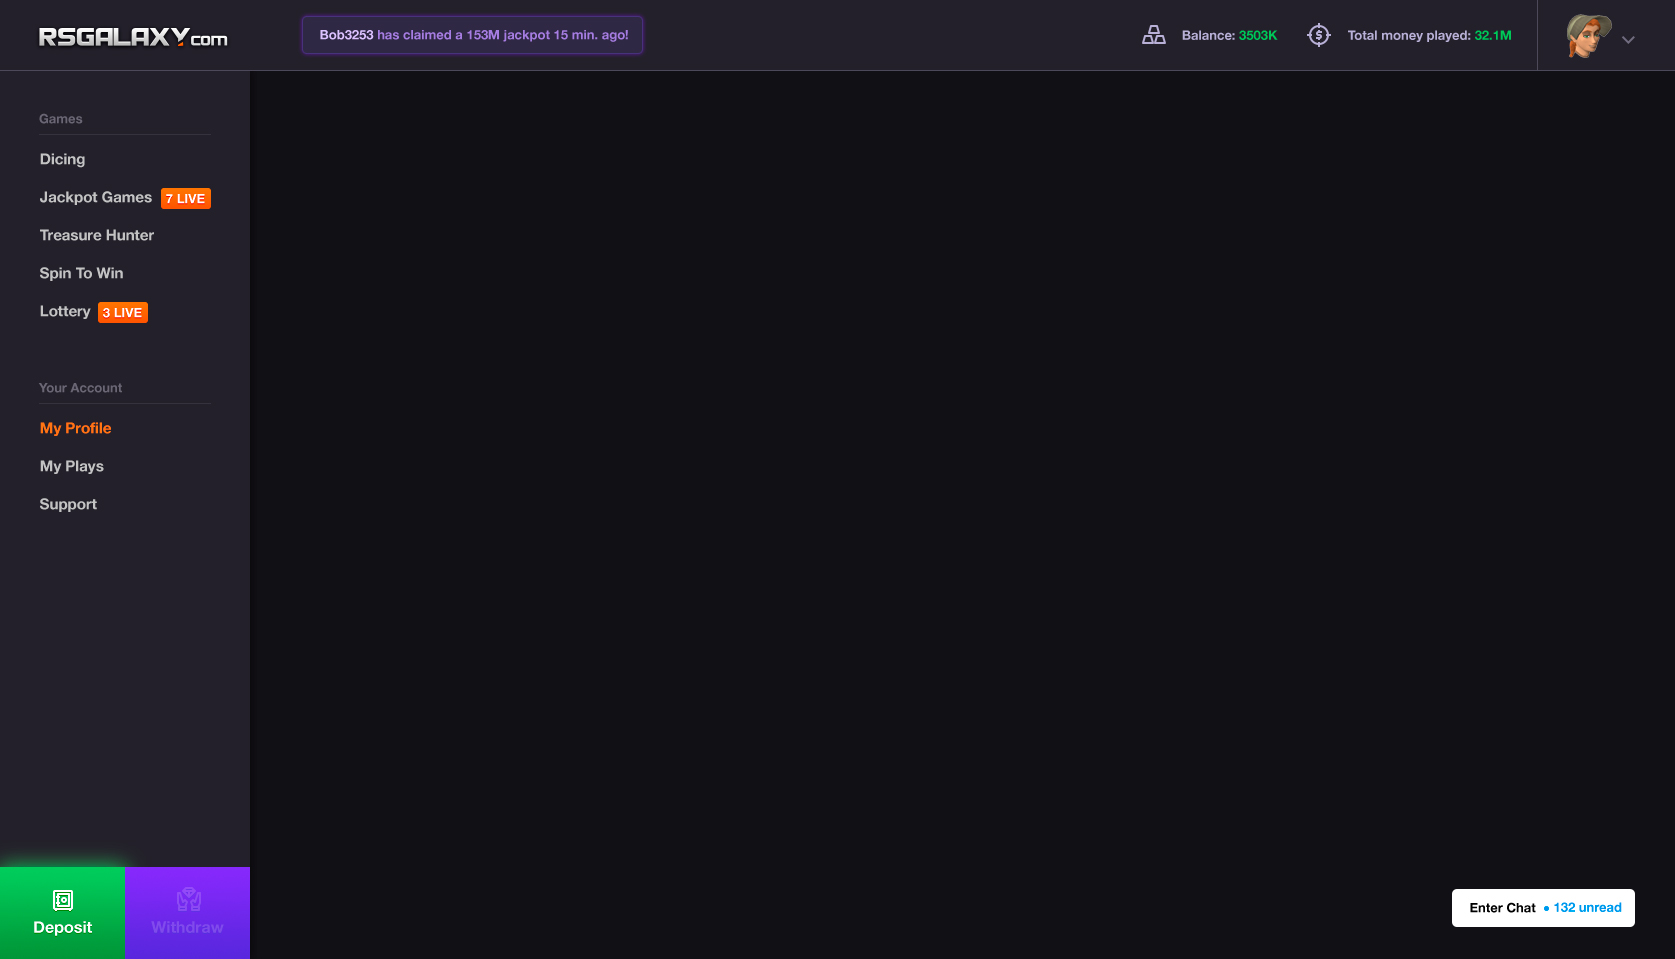 RSGALAXY.com
Bob3253 has claimed a 153M jackpot 15 min. ago!
Balance: 3503K
Total money played: 32.1M
Games
Dicing
Jackpot Games 7 LIVE
Treasure Hunter
Spin To Win
Lottery 3 LIVE
Your Account
My Profile
My Plays
Support
Deposit
Withdraw
Enter Chat • 132 unread